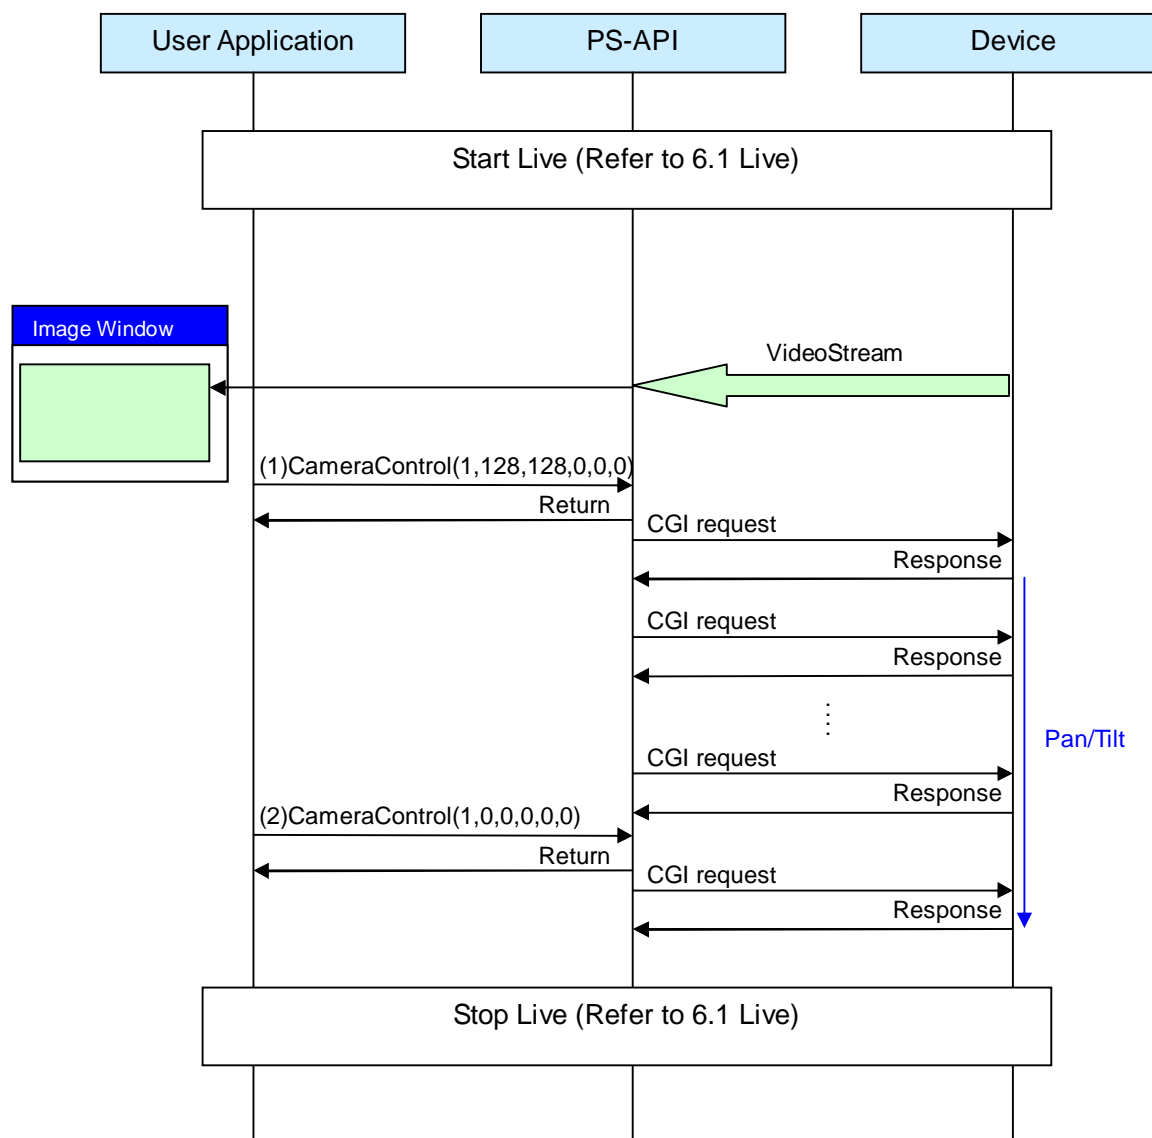 User Application
PS-API
Device
Start Live (Refer to 6.1 Live)
Image Window
VideoStream
(1)CameraControl(1,128,128,0,0,0)
Return
CGI request
Response
CGI request
Response
Pan/Tilt
CGI request
Response
(2)CameraControl(1,0,0,0,0,0)
Return
CGI request
Response
Stop Live (Refer to 6.1 Live)